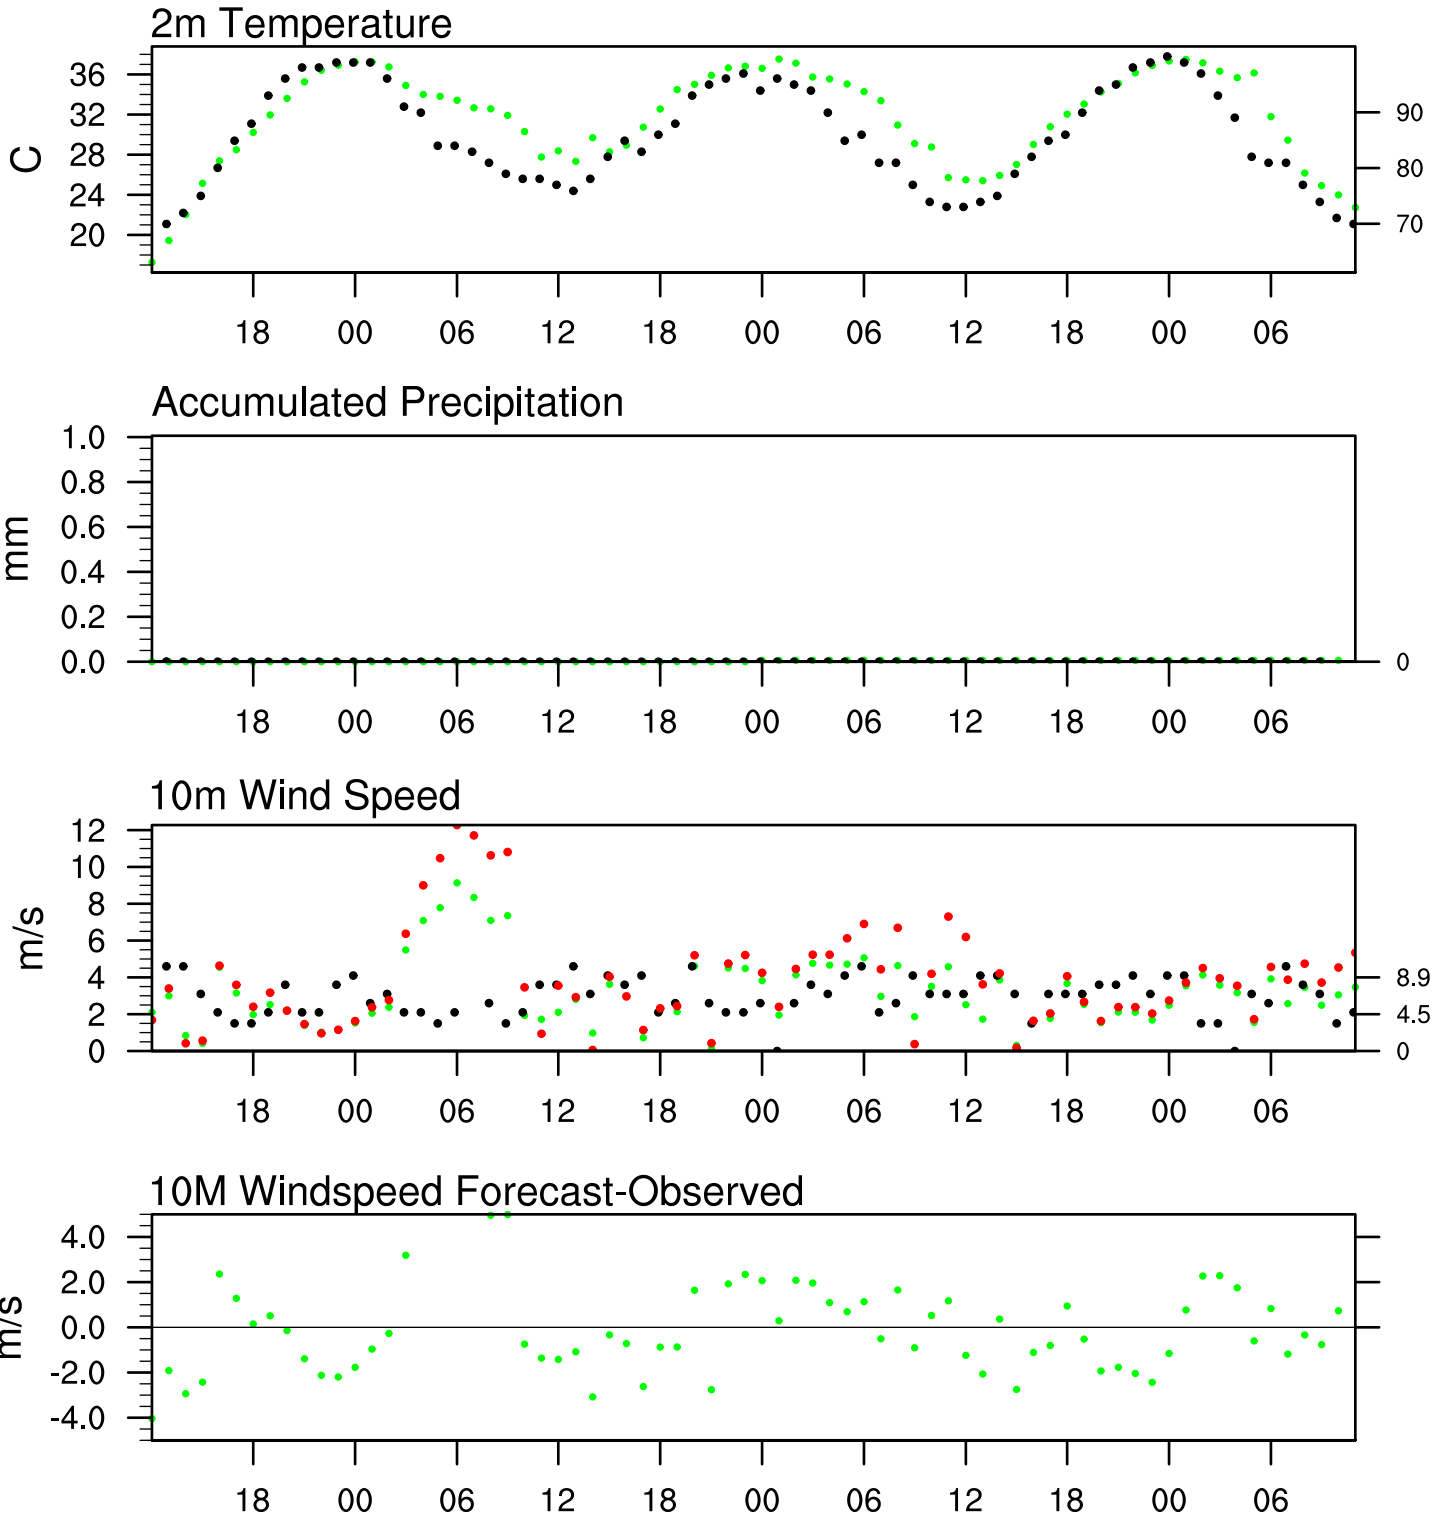 2m Temperature
36
32
28
24
20
C
90
80
70
18 00 06 12 18 00 06 12 18 00 06
Accumulated Precipitation
1.0
0.8
0.6
0.4
0.2
0.0
mm
0
18 00 06 12 18 00 06 12 18 00 06
10m Wind Speed
12
10
8
6
4
2
0
m/s
8.9
4.5
0
18 00 06 12 18 00 06 12 18 00 06
10M Windspeed Forecast-Observed
4.0
2.0
0.0
-2.0
-4.0
m/s
18 00 06 12 18 00 06 12 18 00 06